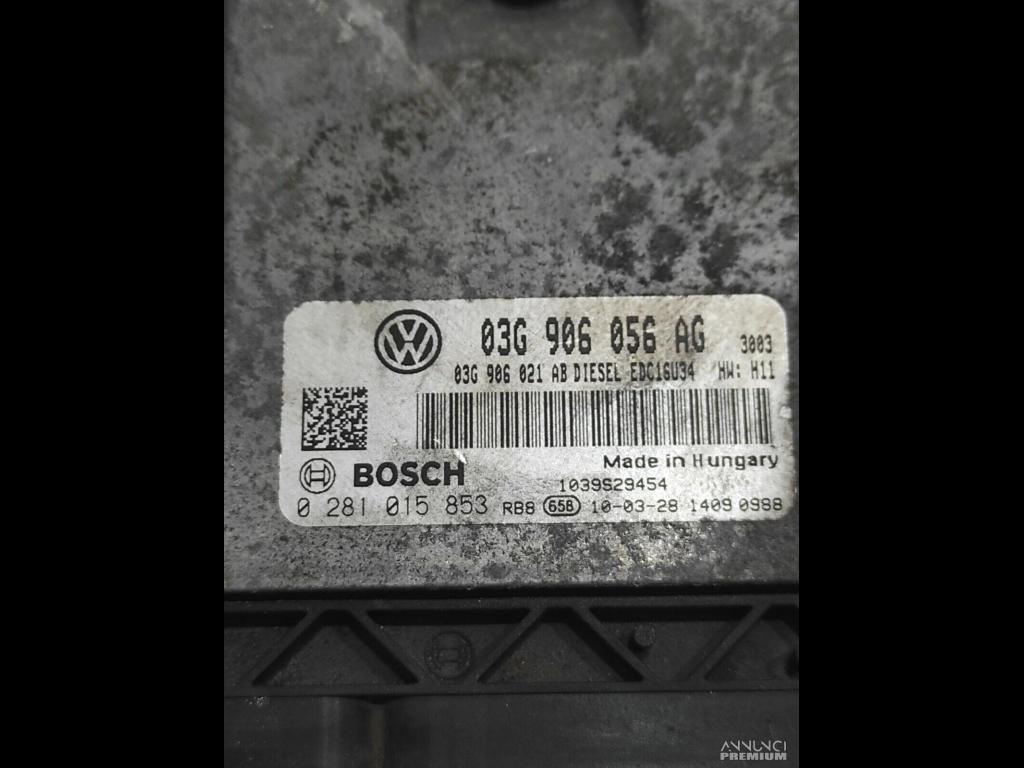 03G 906 056 AG 3003
03G 906 021 AB DIESEL EDC16U34 HW: H11
BOSCH
Made in Hungary
1039S29454
0 281 015 853 RB8 658 10-03-28 1409 0988
ANNUNCI
PREMIUM